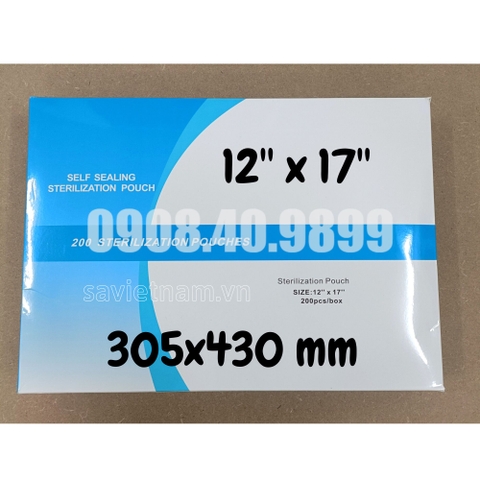 12" x 17"
SELF SEALING
STERILIZATION POUCH
0908.40.9899
200 STERILIZATION POUCHES
Sterilization Pouch
SIZE:12" x 17"
200pcs/box
savietnam.vn
305x430 mm